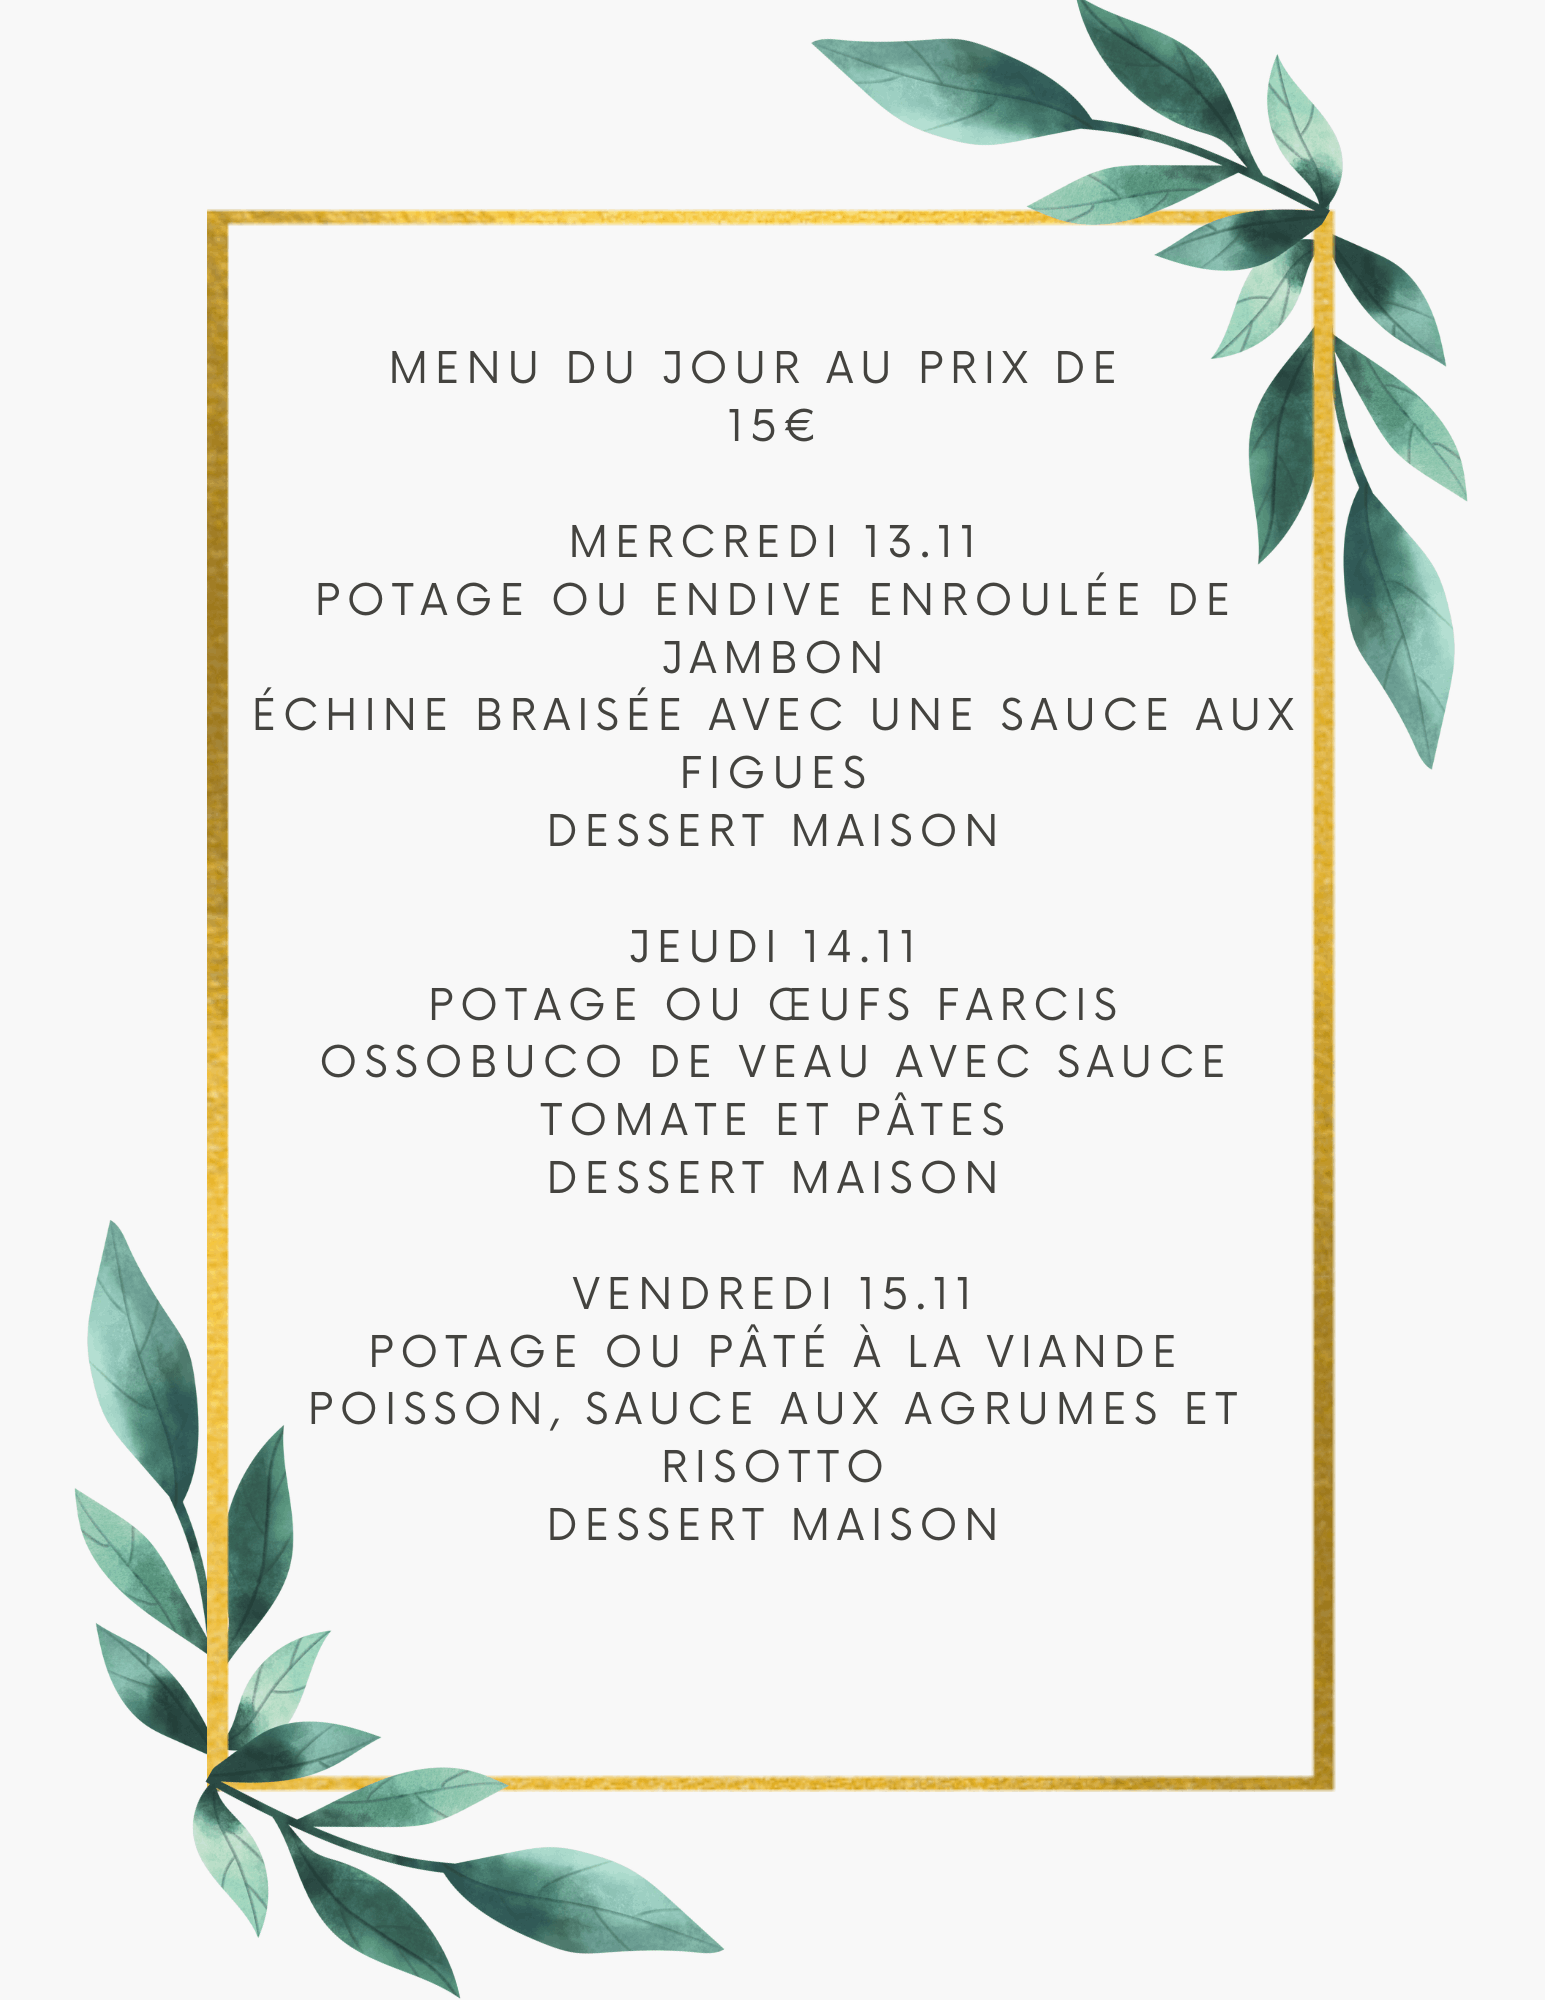 MENU DU JOUR AU PRIX DE
15€
MERCREDI 13.11
POTAGE OU ENDIVE ENROULÉE DE
JAMBON
ÉCHINE BRAISÉE AVEC UNE SAUCE AUX
FIGUES
DESSERT MAISON
JEUDI 14.11
POTAGE OU ŒUFS FARCIS
OSSOBUCO DE VEAU AVEC SAUCE
TOMATE ET PÂTES
DESSERT MAISON
VENDREDI 15.11
POTAGE OU PÂTÉ À LA VIANDE
POISSON, SAUCE AUX AGRUMES ET
RISOTTO
DESSERT MAISON